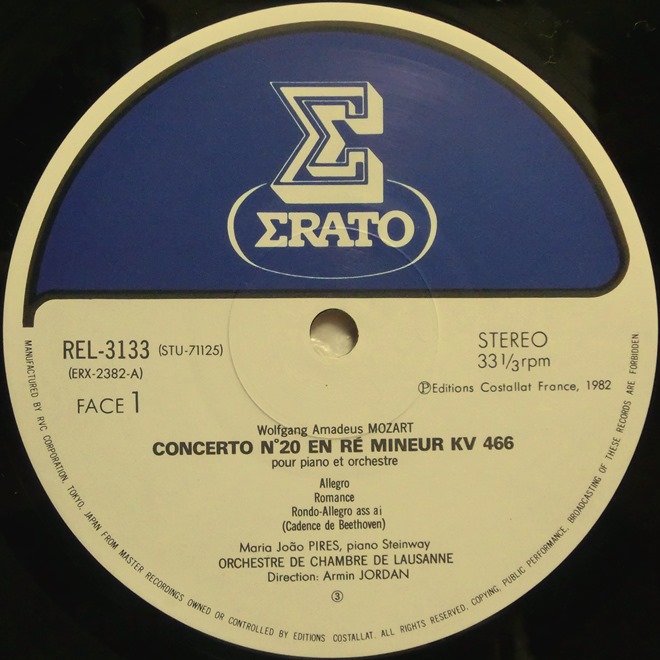 ΣRATO
REL-3133 (STU-71125)
(ERX-2382-A)
FACE 1
STEREO
33 1/3 rpm
ⓅEditions Costallat France, 1982
Wolfgang Amadeus MOZART
CONCERTO N°20 EN RÉ MINEUR KV 466
pour piano et orchestre
Allegro
Romance
Rondo-Allegro ass ai
(Cadence de Beethoven)
Maria João PIRES, piano Steinway
ORCHESTRE DE CHAMBRE DE LAUSANNE
Direction: Armin JORDAN
③
MANUFACTURED BY RVC CORPORATION, TOKYO, JAPAN FROM MASTER RECORDINGS OWNED OR CONTROLLED BY EDITIONS COSTALLAT. ALL RIGHTS RESERVED, COPYING, PUBLIC PERFORMANCE, BROADCASTING OF THESE RECORDS ARE FORBIDDEN.